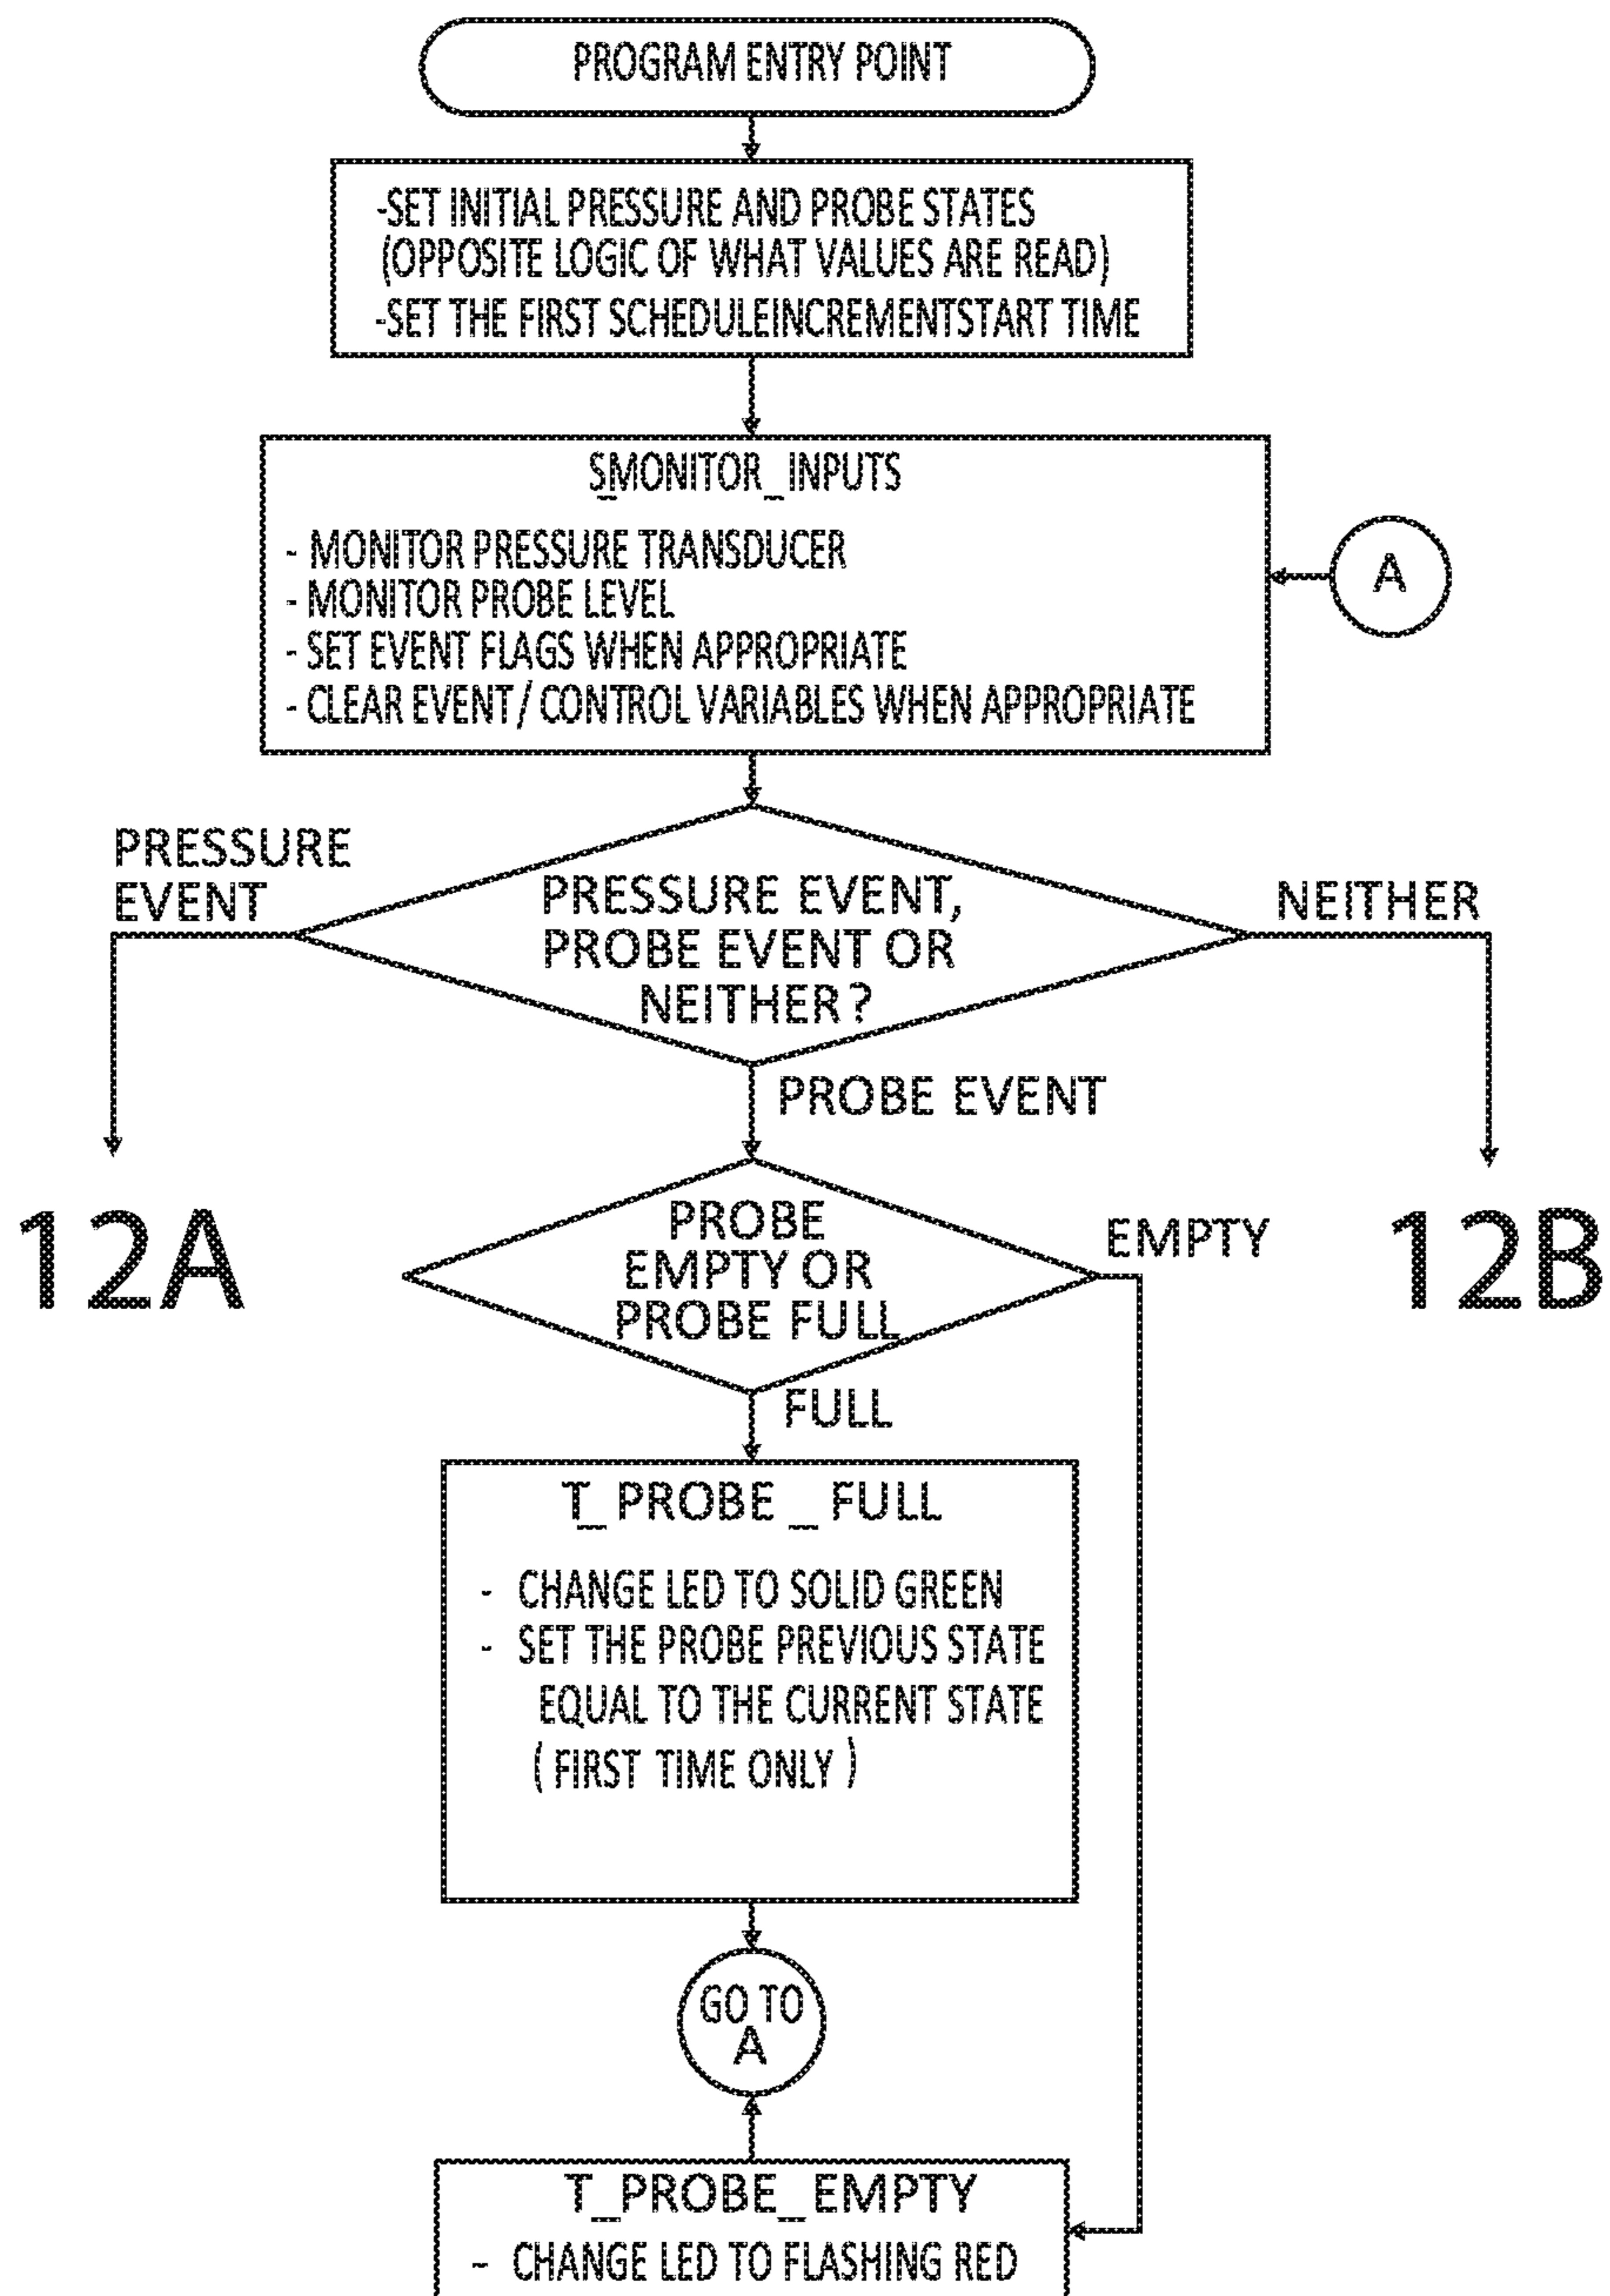 PROGRAM ENTRY POINT
-SET INITIAL PRESSURE AND PROBE STATES
(OPPOSITE LOGIC OF WHAT VALUES ARE READ)
-SET THE FIRST SCHEDULEINCREMENTSTART TIME
S_MONITOR_INPUTS
- MONITOR PRESSURE TRANSDUCER
- MONITOR PROBE LEVEL
- SET EVENT FLAGS WHEN APPROPRIATE
- CLEAR EVENT/ CONTROL VARIABLES WHEN APPROPRIATE
A
PRESSURE
EVENT
PRESSURE EVENT,
PROBE EVENT OR
NEITHER?
NEITHER
PROBE EVENT
12A
PROBE
EMPTY OR
PROBE FULL
EMPTY
12B
FULL
T_PROBE_FULL
- CHANGE LED TO SOLID GREEN
- SET THE PROBE PREVIOUS STATE
EQUAL TO THE CURRENT STATE
( FIRST TIME ONLY )
GO TO
A
T_PROBE_EMPTY
- CHANGE LED TO FLASHING RED